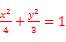 x²/4 + y²/3 = 1